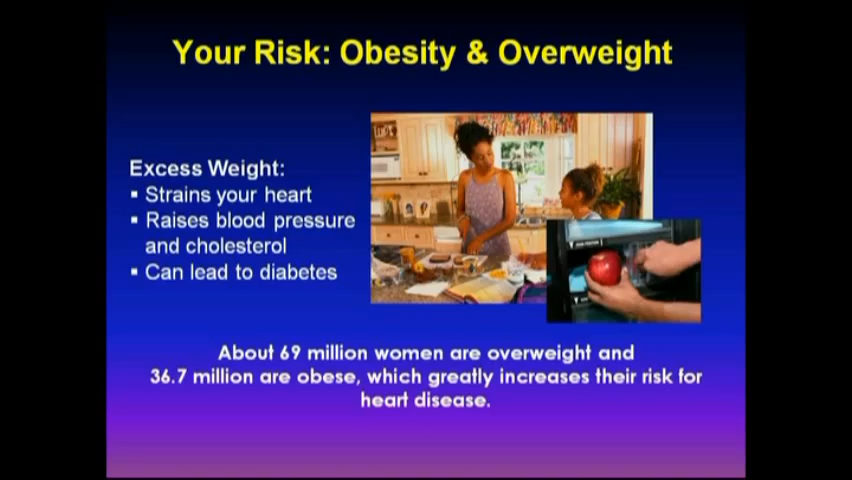 Your Risk: Obesity & Overweight
Excess Weight:
▪ Strains your heart
▪ Raises blood pressure
and cholesterol
▪ Can lead to diabetes
About 69 million women are overweight and
36.7 million are obese, which greatly increases their risk for
heart disease.